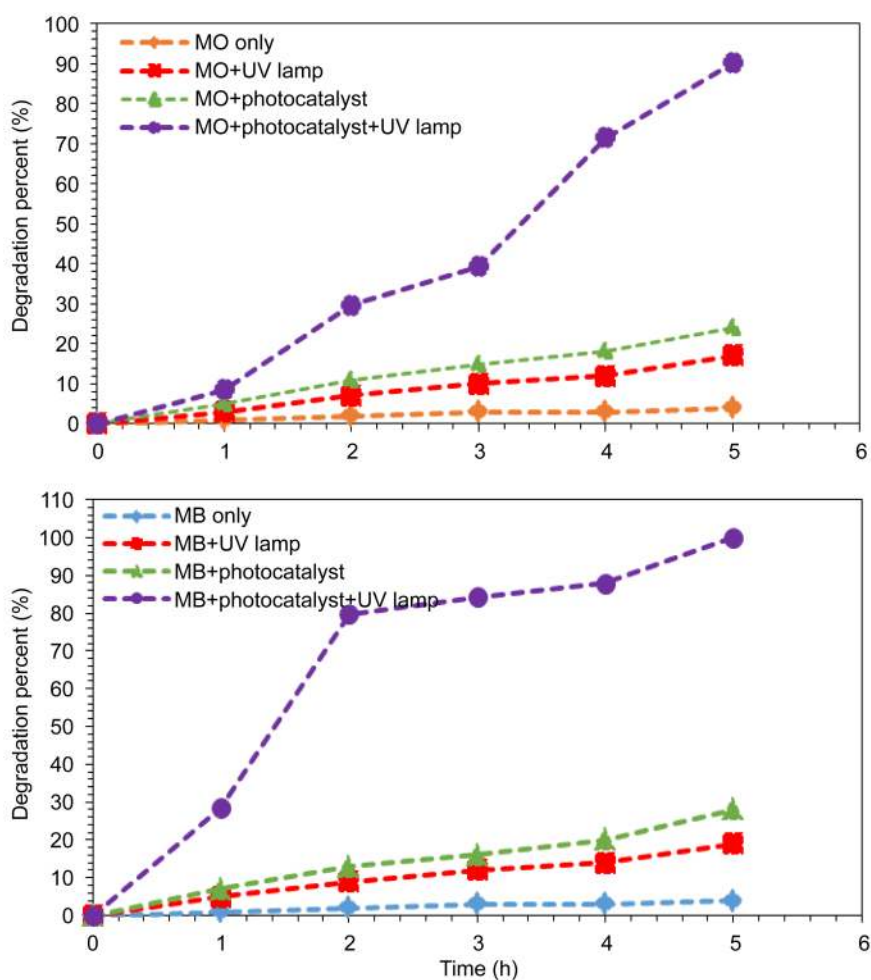 100
90
80
70
60
50
40
30
20
10
0
Degradation percent (%)
MO only
MO+UV lamp
MO+photocatalyst
MO+photocatalyst+UV lamp
0 1 2 3 4 5 6
110
100
90
80
70
60
50
40
30
20
10
0
Degradation percent (%)
MB only
MB+UV lamp
MB+photocatalyst
MB+photocatalyst+UV lamp
0 1 2 3 4 5 6
Time (h)